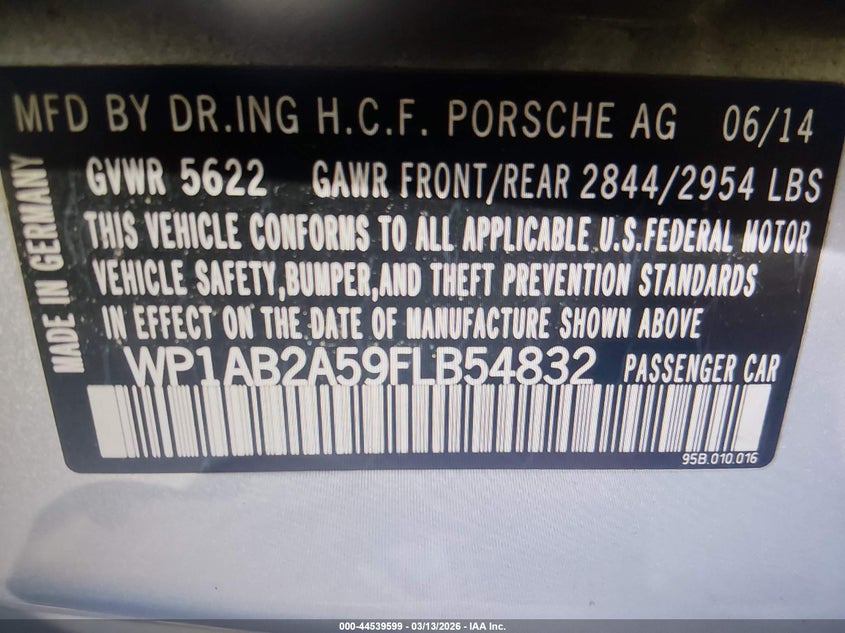 MFD BY DR.ING H.C.F. PORSCHE AG 06/14
GVWR 5622 GAWR FRONT/REAR 2844/2954 LBS
THIS VEHICLE CONFORMS TO ALL APPLICABLE U.S.FEDERAL MOTOR
VEHICLE SAFETY,BUMPER,AND THEFT PREVENTION STANDARDS
IN EFFECT ON THE DATE OF MANUFACTURE SHOWN ABOVE
WP1AB2A59FLB54832 PASSENGER CAR
95B.010.016
MADE IN GERMANY
000-44539599 | 03/13/2026 - IAA Inc.